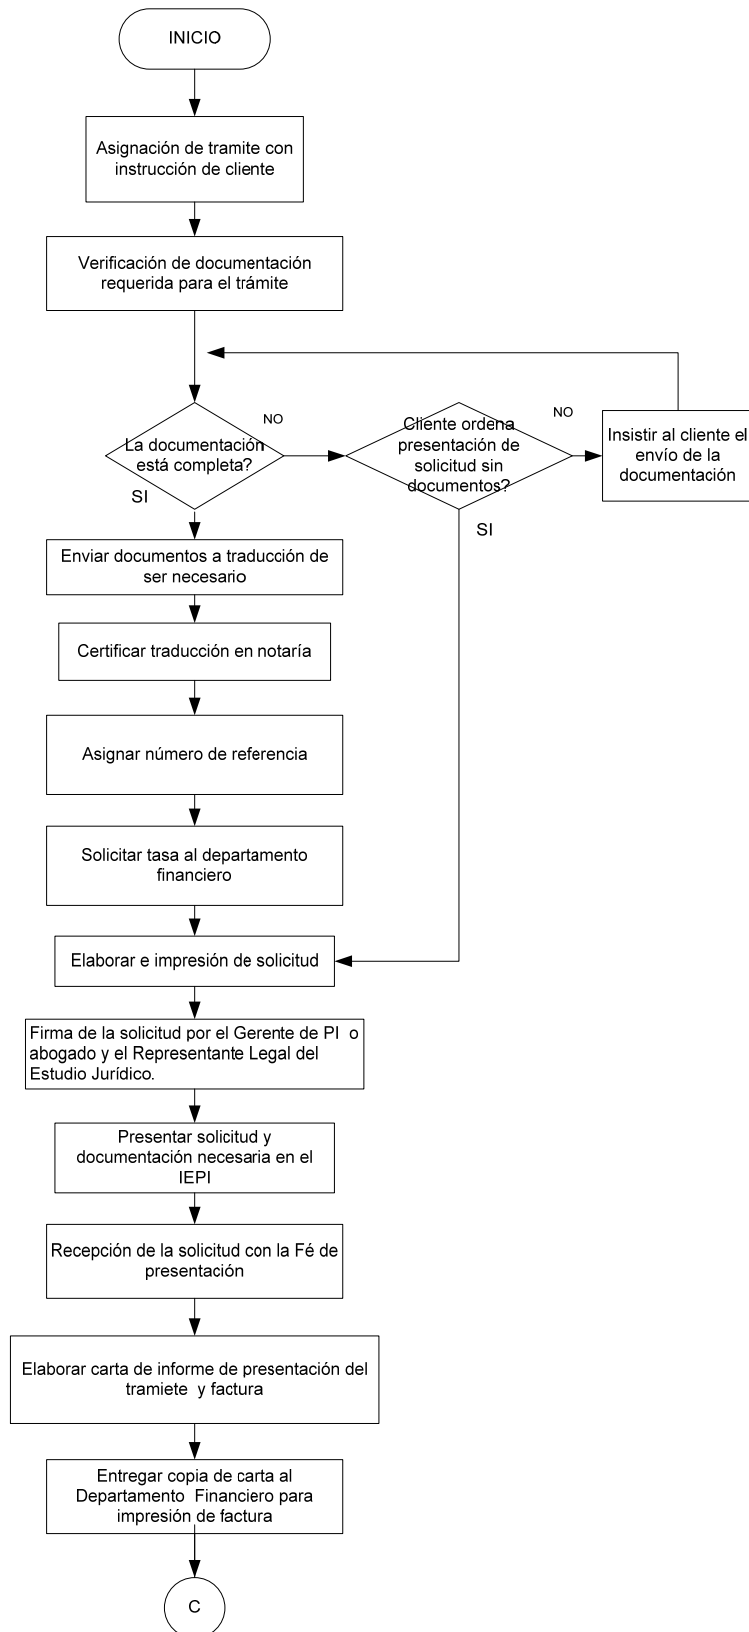 INICIO
Asignación de tramite con
instrucción de cliente
Verificación de documentación
requerida para el trámite
La documentación
está completa?
NO
SI
Cliente ordena
presentación de
solicitud sin
documentos?
NO
SI
Insistir al cliente el
envío de la
documentación
Enviar documentos a traducción de
ser necesario
Certificar traducción en notaría
Asignar número de referencia
Solicitar tasa al departamento
financiero
Elaborar e impresión de solicitud
Firma de la solicitud por el Gerente de PI o
abogado y el Representante Legal del
Estudio Jurídico.
Presentar solicitud y
documentación necesaria en el
IEPI
Recepción de la solicitud con la Fé de
presentación
Elaborar carta de informe de presentación del
tramiete y factura
Entregar copia de carta al
Departamento Financiero para
impresión de factura
C